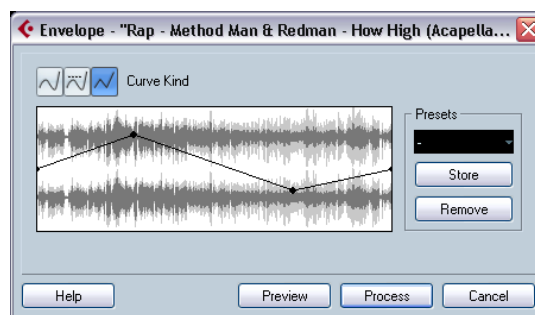 Envelope - "Rap - Method Man & Redman - How High (Acapella...
Curve Kind
Presets
-
Store
Remove
Help
Preview
Process
Cancel